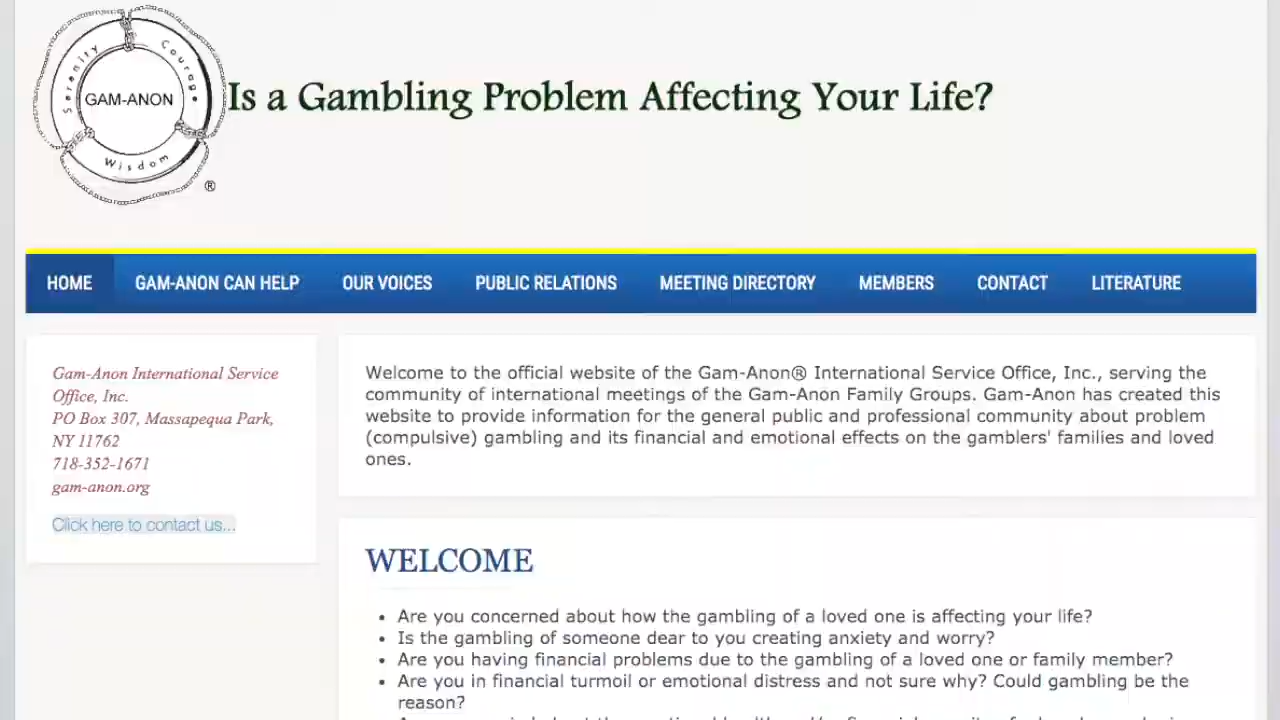 Serenity
Courage
GAM-ANON
Wisdom
®
Is a Gambling Problem Affecting Your Life?
HOME
GAM-ANON CAN HELP
OUR VOICES
PUBLIC RELATIONS
MEETING DIRECTORY
MEMBERS
CONTACT
LITERATURE
Gam-Anon International Service
Office, Inc.
PO Box 307, Massapequa Park,
NY 11762
718-352-1671
gam-anon.org
Click here to contact us...
Welcome to the official website of the Gam-Anon® International Service Office, Inc., serving the
community of international meetings of the Gam-Anon Family Groups. Gam-Anon has created this
website to provide information for the general public and professional community about problem
(compulsive) gambling and its financial and emotional effects on the gamblers' families and loved
ones.
WELCOME
• Are you concerned about how the gambling of a loved one is affecting your life?
• Is the gambling of someone dear to you creating anxiety and worry?
• Are you having financial problems due to the gambling of a loved one or family member?
• Are you in financial turmoil or emotional distress and not sure why? Could gambling be the
reason?